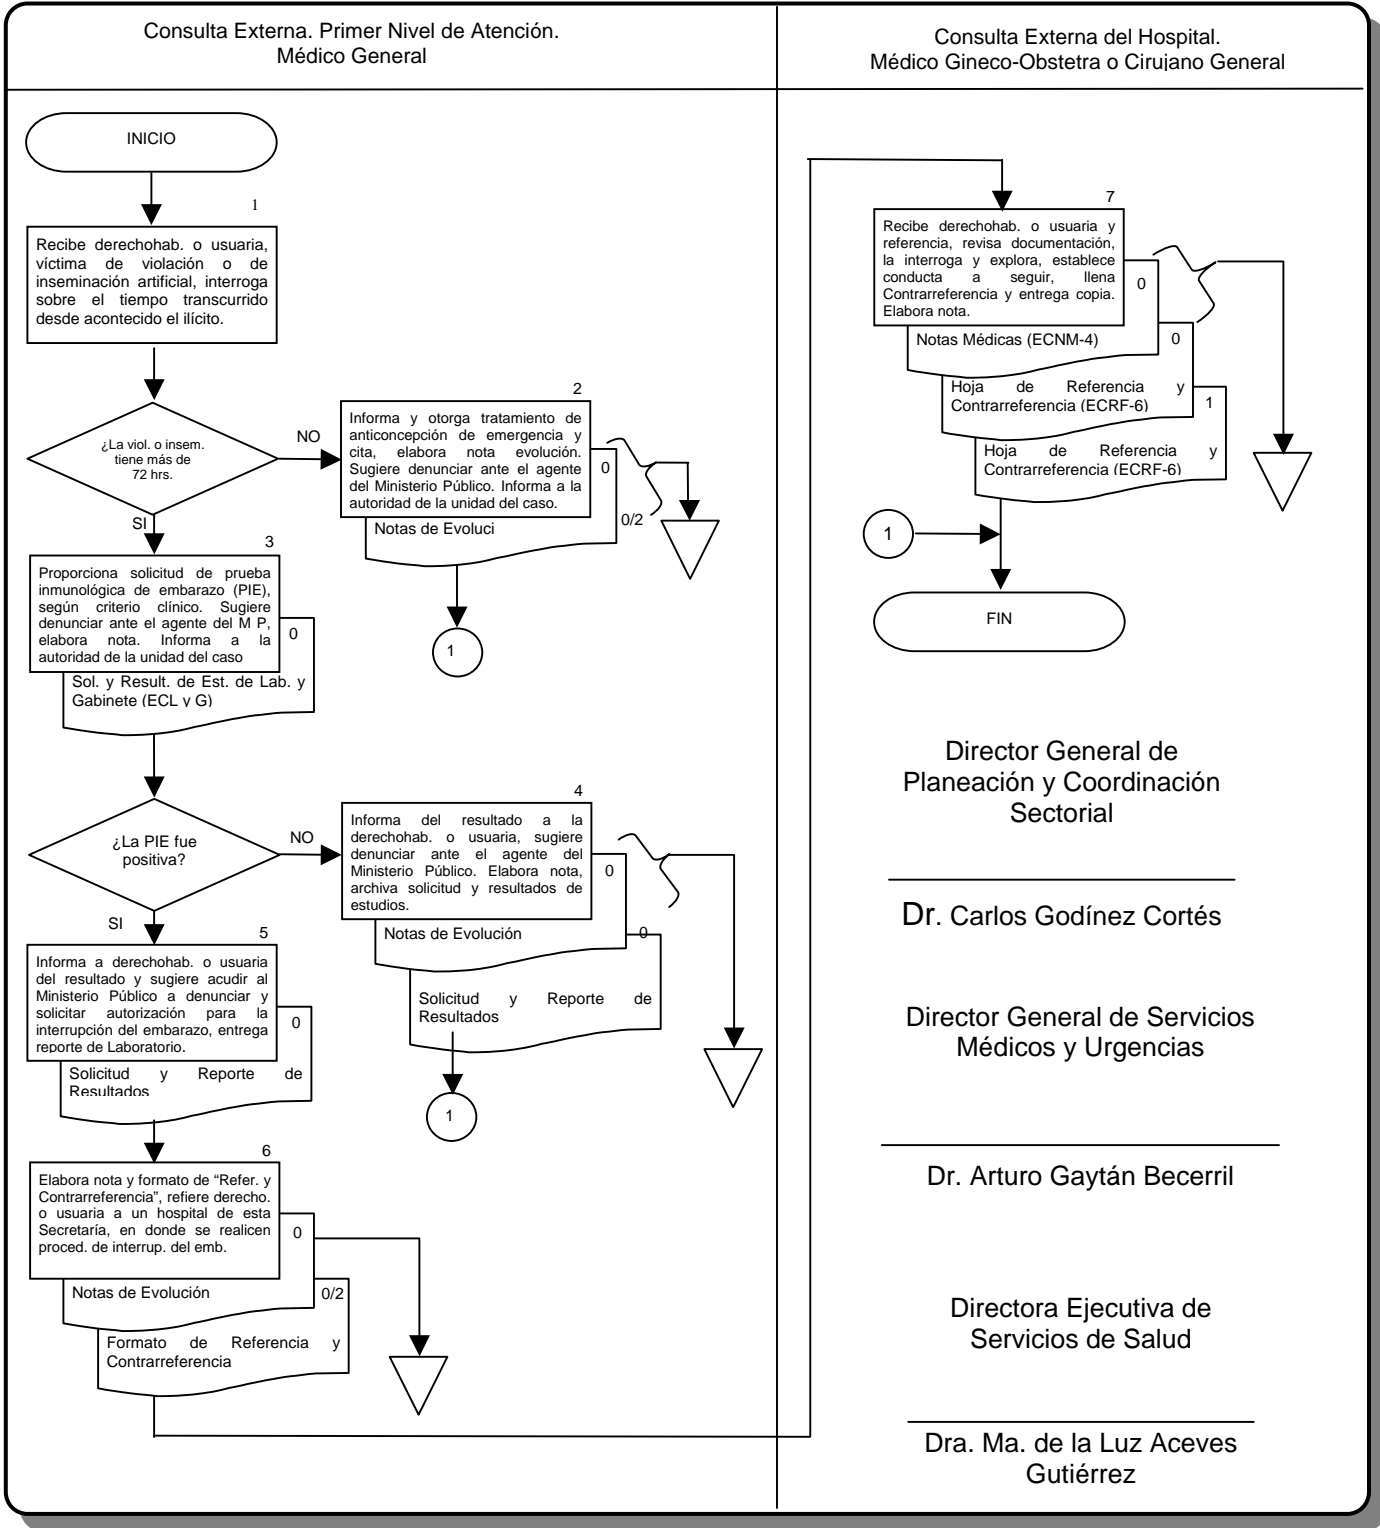 Consulta Externa. Primer Nivel de Atención.
Médico General
Consulta Externa del Hospital.
Médico Gineco-Obstetra o Cirujano General
INICIO
1
Recibe derechohab. o usuaria,
víctima de violación o de
inseminación artificial, interroga
sobre el tiempo transcurrido
desde acontecido el ilícito.
¿La viol. o insem.
tiene más de
72 hrs.
NO
SI
2
Informa y otorga tratamiento de
anticoncepción de emergencia y
cita, elabora nota evolución.
Sugiere denunciar ante el agente
del Ministerio Público. Informa a la
autoridad de la unidad del caso.
0
Notas de Evoluci
0/2
1
3
Proporciona solicitud de prueba
inmunológica de embarazo (PIE),
según criterio clínico. Sugiere
denunciar ante el agente del M P,
elabora nota. Informa a la
autoridad de la unidad del caso
0
Sol. y Result. de Est. de Lab. y
Gabinete (ECL y G)
¿La PIE fue
positiva?
NO
SI
4
Informa del resultado a la
derechohab. o usuaria, sugiere
denunciar ante el agente del
Ministerio Público. Elabora nota,
archiva solicitud y resultados de
estudios.
0
Notas de Evolución
0
Solicitud y Reporte de
Resultados
1
5
Informa a derechohab. o usuaria
del resultado y sugiere acudir al
Ministerio Público a denunciar y
solicitar autorización para la
interrupción del embarazo, entrega
reporte de Laboratorio.
0
Solicitud y Reporte de
Resultados
6
Elabora nota y formato de “Refer. y
Contrarreferencia”, refiere derecho.
o usuaria a un hospital de esta
Secretaría, en donde se realicen
proced. de interrup. del emb.
0
Notas de Evolución
0/2
Formato de Referencia y
Contrarreferencia
7
Recibe derechohab. o usuaria y
referencia, revisa documentación,
la interroga y explora, establece
conducta a seguir, llena
Contrarreferencia y entrega copia.
Elabora nota.
0
Notas Médicas (ECNM-4)
0
Hoja de Referencia y
Contrarreferencia (ECRF-6)
1
Hoja de Referencia y
Contrarreferencia (ECRF-6)
1
FIN
Director General de
Planeación y Coordinación
Sectorial
Dr. Carlos Godínez Cortés
Director General de Servicios
Médicos y Urgencias
Dr. Arturo Gaytán Becerril
Directora Ejecutiva de
Servicios de Salud
Dra. Ma. de la Luz Aceves
Gutiérrez